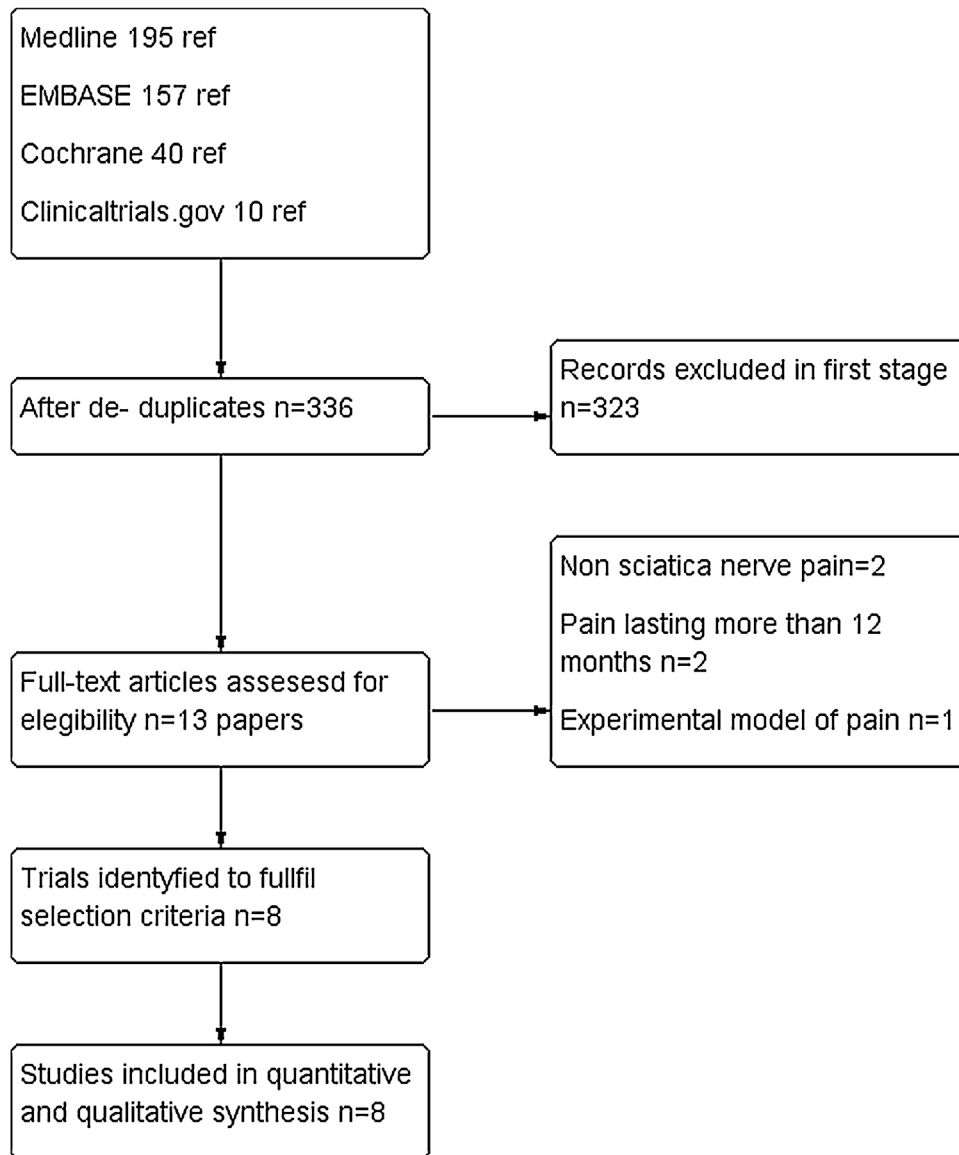 Medline 195 ref
EMBASE 157 ref
Cochrane 40 ref
Clinicaltrials.gov 10 ref
After de- duplicates n=336
Records excluded in first stage
n=323
Non sciatica nerve pain=2
Pain lasting more than 12
months n=2
Experimental model of pain n=1
Full-text articles assesesd for
elegibility n=13 papers
Trials identyfied to fullfil
selection criteria n=8
Studies included in quantitative
and qualitative synthesis n=8